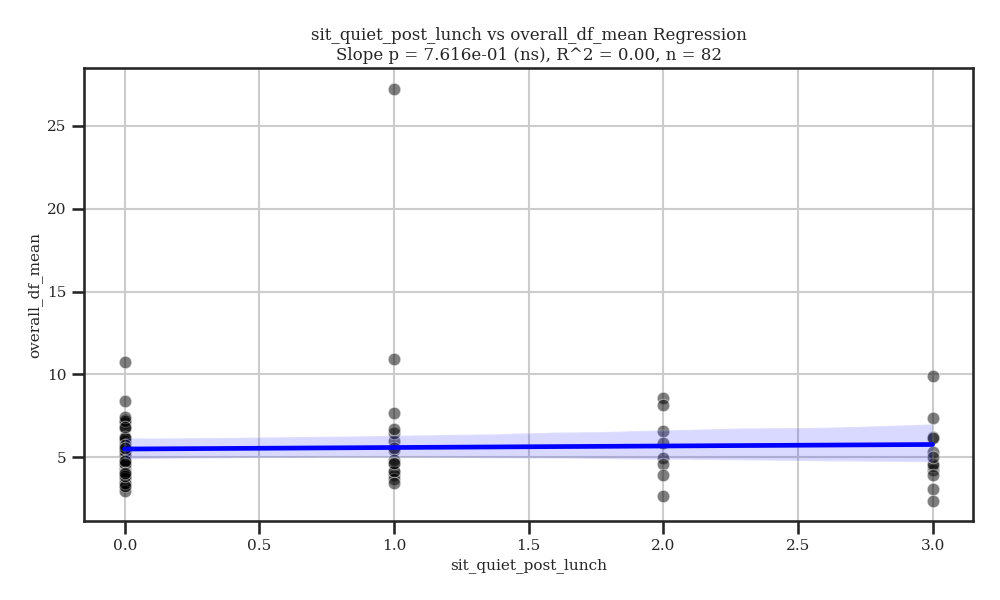 sit_quiet_post_lunch vs overall_df_mean Regression
Slope p = 7.616e-01 (ns), R^2 = 0.00, n = 82
overall_df_mean
25
20
15
10
5
0.0 0.5 1.0 1.5 2.0 2.5 3.0
sit_quiet_post_lunch